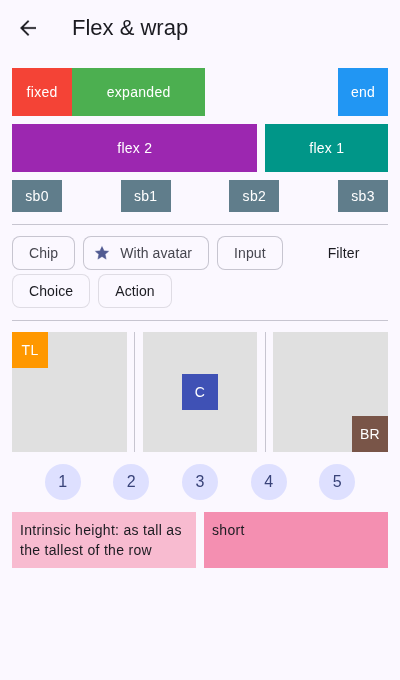 Flex & wrap
fixed expanded end
flex 2 flex 1
sb0 sb1 sb2 sb3
Chip With avatar Input Filter
Choice Action
TL
C
BR
1 2 3 4 5
Intrinsic height: as tall as short
the tallest of the row